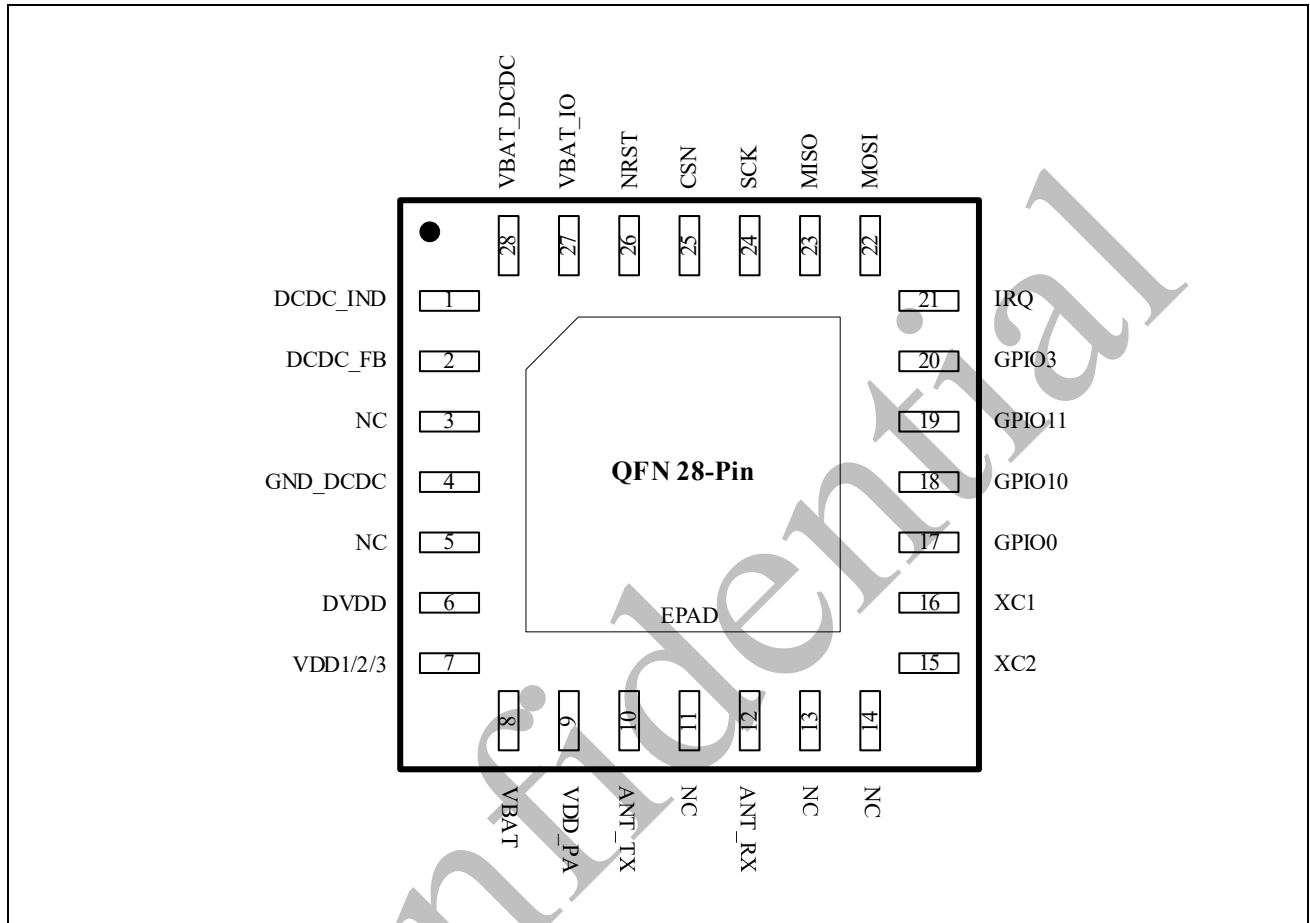 VBAT_DCDC
VBAT_IO
NRST
CSN
SCK
MISO
MOSI
28
27
26
25
24
23
22
DCDC_IND 1
DCDC_FB 2
NC 3
GND_DCDC 4
NC 5
DVDD 6
VDD1/2/3 7
QFN 28-Pin
EPAD
21 IRQ
20 GPIO3
19 GPIO11
18 GPIO10
17 GPIO0
16 XC1
15 XC2
8
9
10
11
12
13
14
VBAT
VDD_PA
ANT_TX
NC
ANT_RX
NC
NC
nfidential